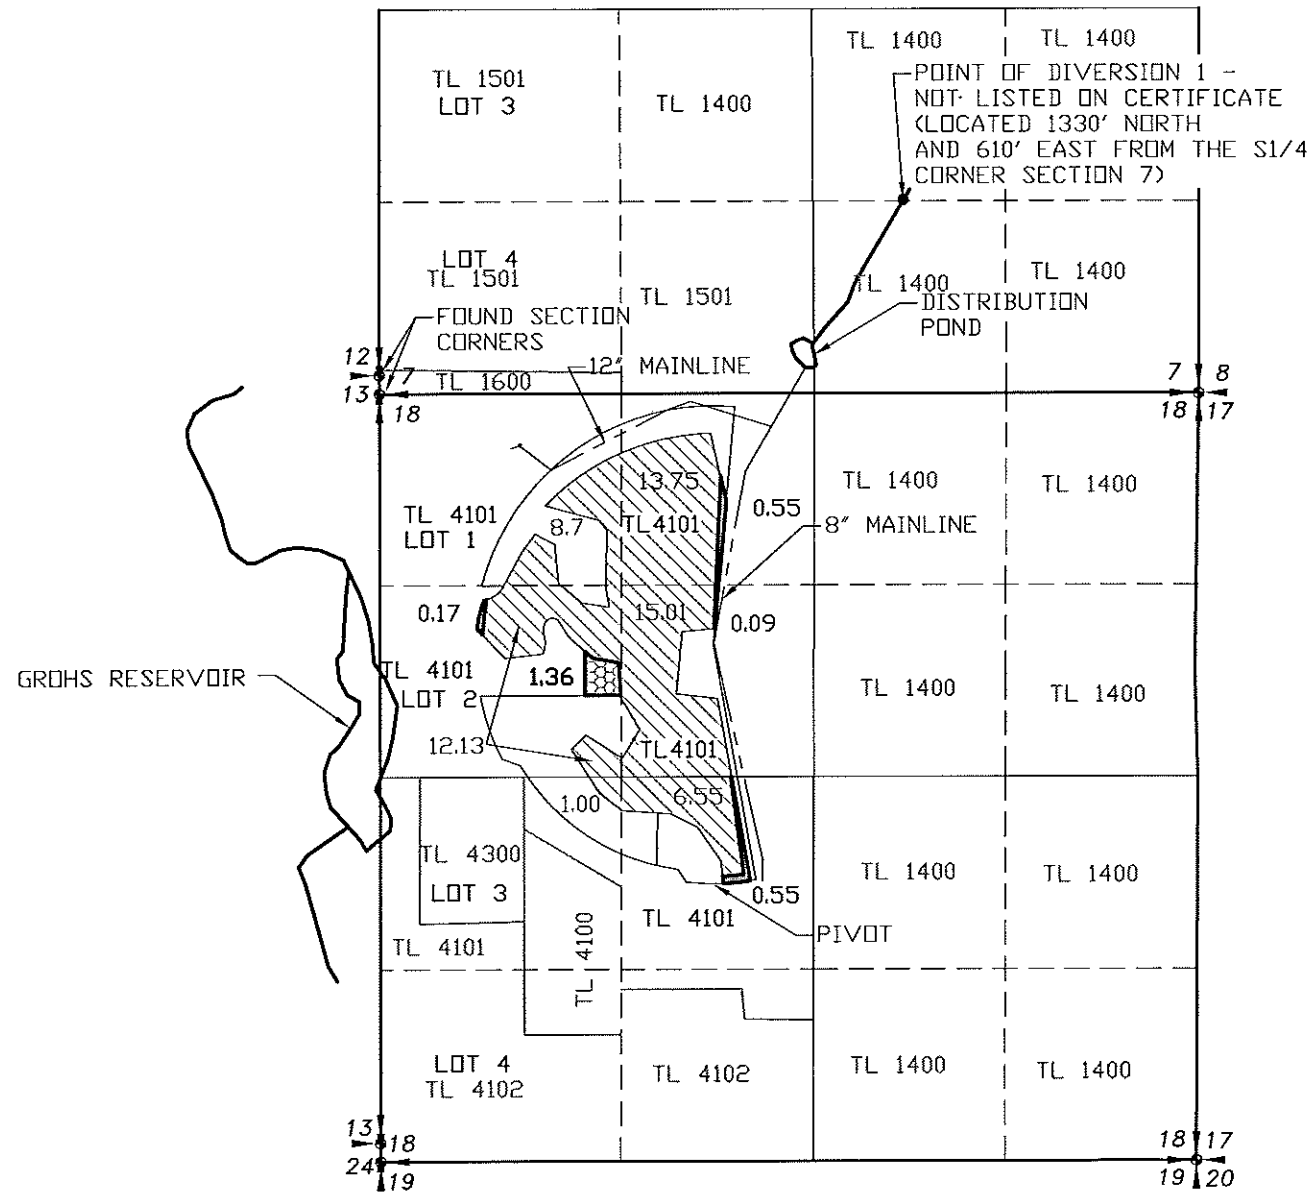 TL 1400
TL 1400
TL 1501
LOT 3
TL 1400
POINT OF DIVERSION 1 -
NOT LISTED ON CERTIFICATE
(LOCATED 1330' NORTH
AND 610' EAST FROM THE S1/4
CORNER SECTION 7)
LOT 4
TL 1501
TL 1501
TL 1400
TL 1400
DISTRIBUTION
POND
FOUND SECTION
CORNERS
12
7
13
18
TL 1600
12" MAINLINE
7
8
18
17
13.75
TL 1400
TL 1400
0.55
TL 4101
LOT 1
8.7
TL4101
8" MAINLINE
0.17
15.01
0.09
GROHS RESERVOIR
TL 4101
LOT 2
1.36
TL 1400
TL 1400
12.13
TL4101
1.00
6.55
TL 4300
LOT 3
TL 1400
TL 1400
0.55
TL 4101
TL 4100
TL 4101
PIVOT
LOT 4
TL 4102
TL 4102
TL 1400
TL 1400
13
18
24
19
18
17
19
20